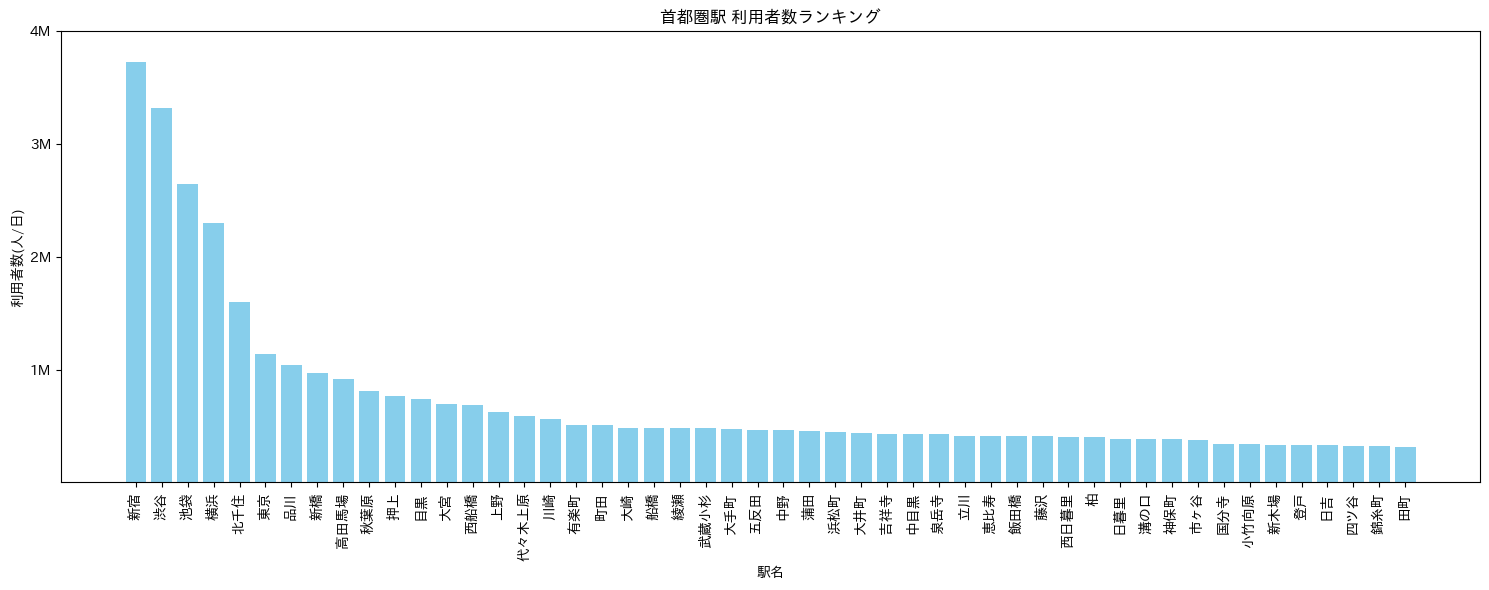 首都圏駅 利用者数ランキング
4M
3M
2M
1M
利用者数(人/日)
新宿
渋谷
池袋
横浜
北千住
東京
品川
新橋
高田馬場
秋葉原
押上
目黒
大宮
西船橋
上野
代々木上原
川崎
有楽町
町田
大崎
船橋
綾瀬
武蔵小杉
大手町
五反田
中野
蒲田
浜松町
大井町
吉祥寺
中目黒
泉岳寺
立川
恵比寿
飯田橋
藤沢
西日暮里
柏
日暮里
溝の口
神保町
市ヶ谷
国分寺
小竹向原
新木場
登戸
日吉
四ツ谷
錦糸町
田町
駅名